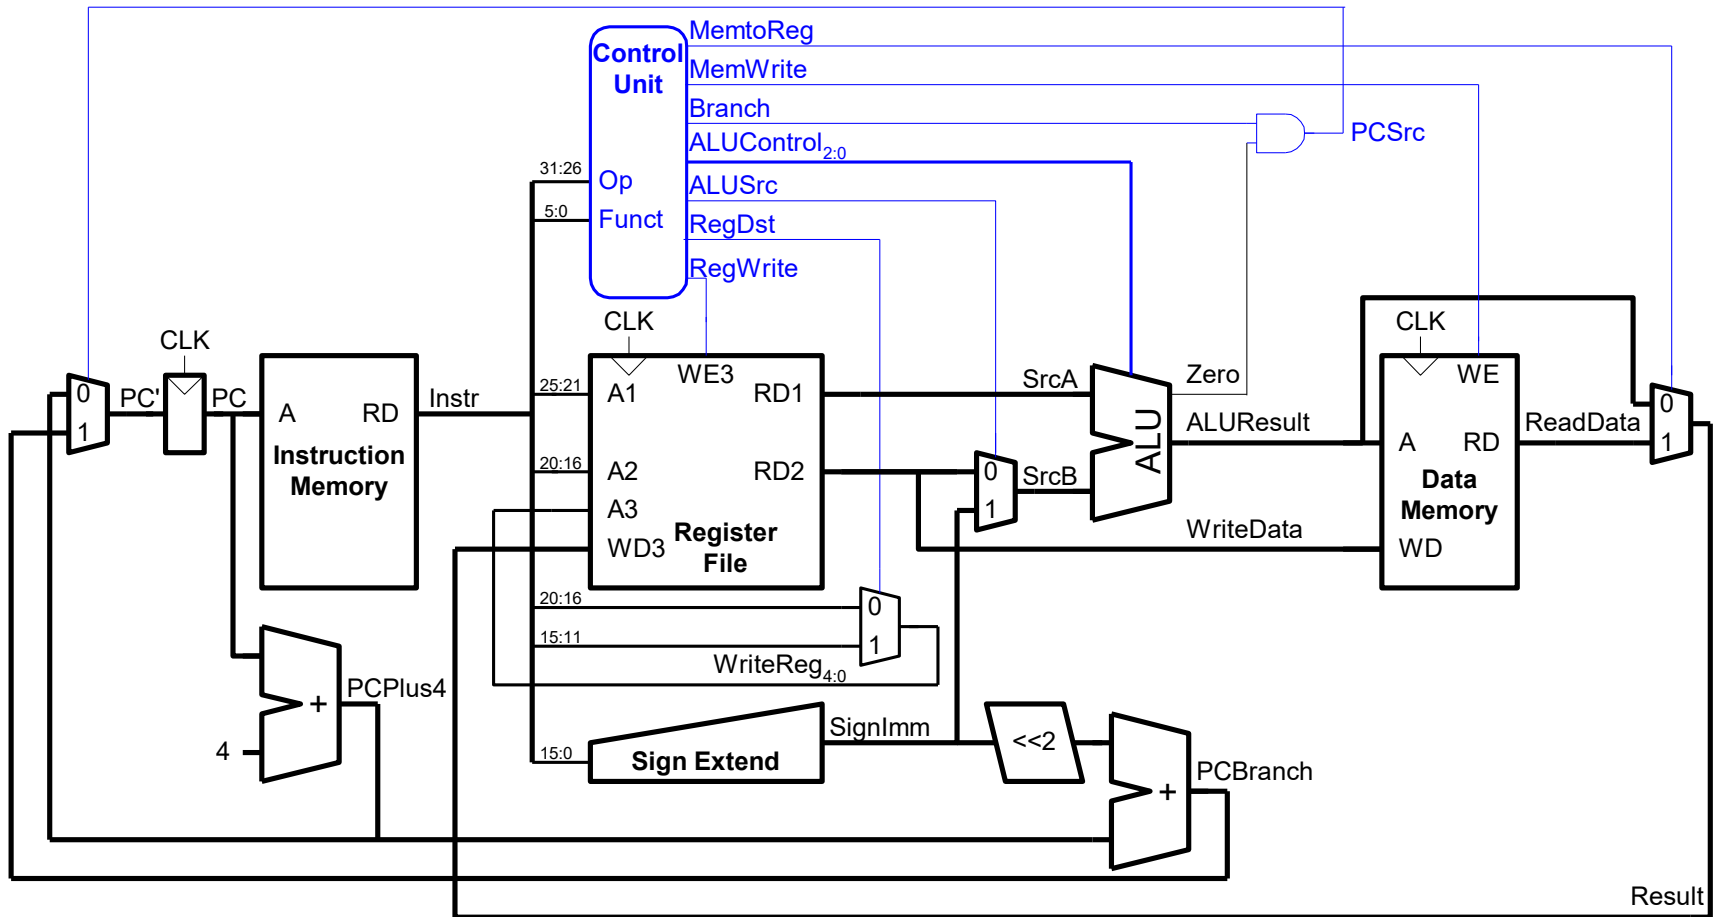 MemtoReg
Control
Unit
MemWrite
Branch
ALUControl2:0
PCSrc
31:26
Op
ALUSrc
5:0
Funct
RegDst
RegWrite
CLK
CLK
CLK
0
1
PC'
PC
A
RD
Instruction
Memory
Instr
25:21
A1
WE3
RD1
SrcA
Zero
ALU
ALUResult
WE
A
RD
ReadData
0
1
20:16
A2
RD2
0
1
SrcB
Data
Memory
A3
WD3
Register
File
WriteData
WD
20:16
0
15:11
1
WriteReg4:0
PCPlus4
+
4
SignImm
<<2
15:0
Sign Extend
PCBranch
+
Result